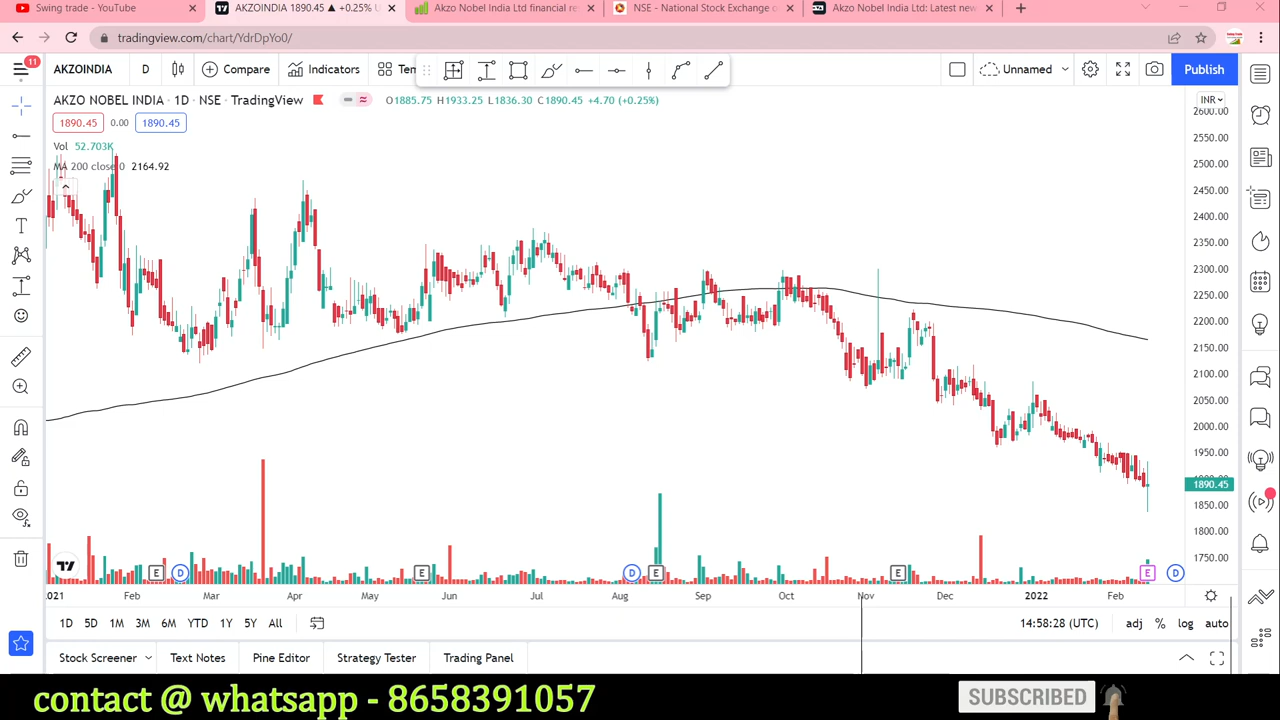 Swing trade - YouTube
AKZOINDIA 1890.45 ▲ +0.25% U
Akzo Nobel India Ltd financial re
NSE - National Stock Exchange o
Akzo Nobel India Ltd: Latest new
tradingview.com/chart/YdrDpYo0/
11
AKZOINDIA
D
Compare
Indicators
Tem
Unnamed
Publish
AKZO NOBEL INDIA · 1D · NSE · TradingView
O1885.75 H1933.25 L1836.30 C1890.45 +4.70 (+0.25%)
INR
1890.45
0.00
1890.45
Vol 52.703K
MA 200 close 0 2164.92
2600.00
2550.00
2500.00
2450.00
2400.00
2350.00
2300.00
2250.00
2200.00
2150.00
2100.00
2050.00
2000.00
1950.00
1890.45
1850.00
1800.00
1750.00
E
D
E
D
E
E
E
D
2021
Feb
Mar
Apr
May
Jun
Jul
Aug
Sep
Oct
Nov
Dec
2022
Feb
1D
5D
1M
3M
6M
YTD
1Y
5Y
All
14:58:28 (UTC)
adj
%
log
auto
Stock Screener
Text Notes
Pine Editor
Strategy Tester
Trading Panel
contact @ whatsapp - 8658391057
SUBSCRIBED